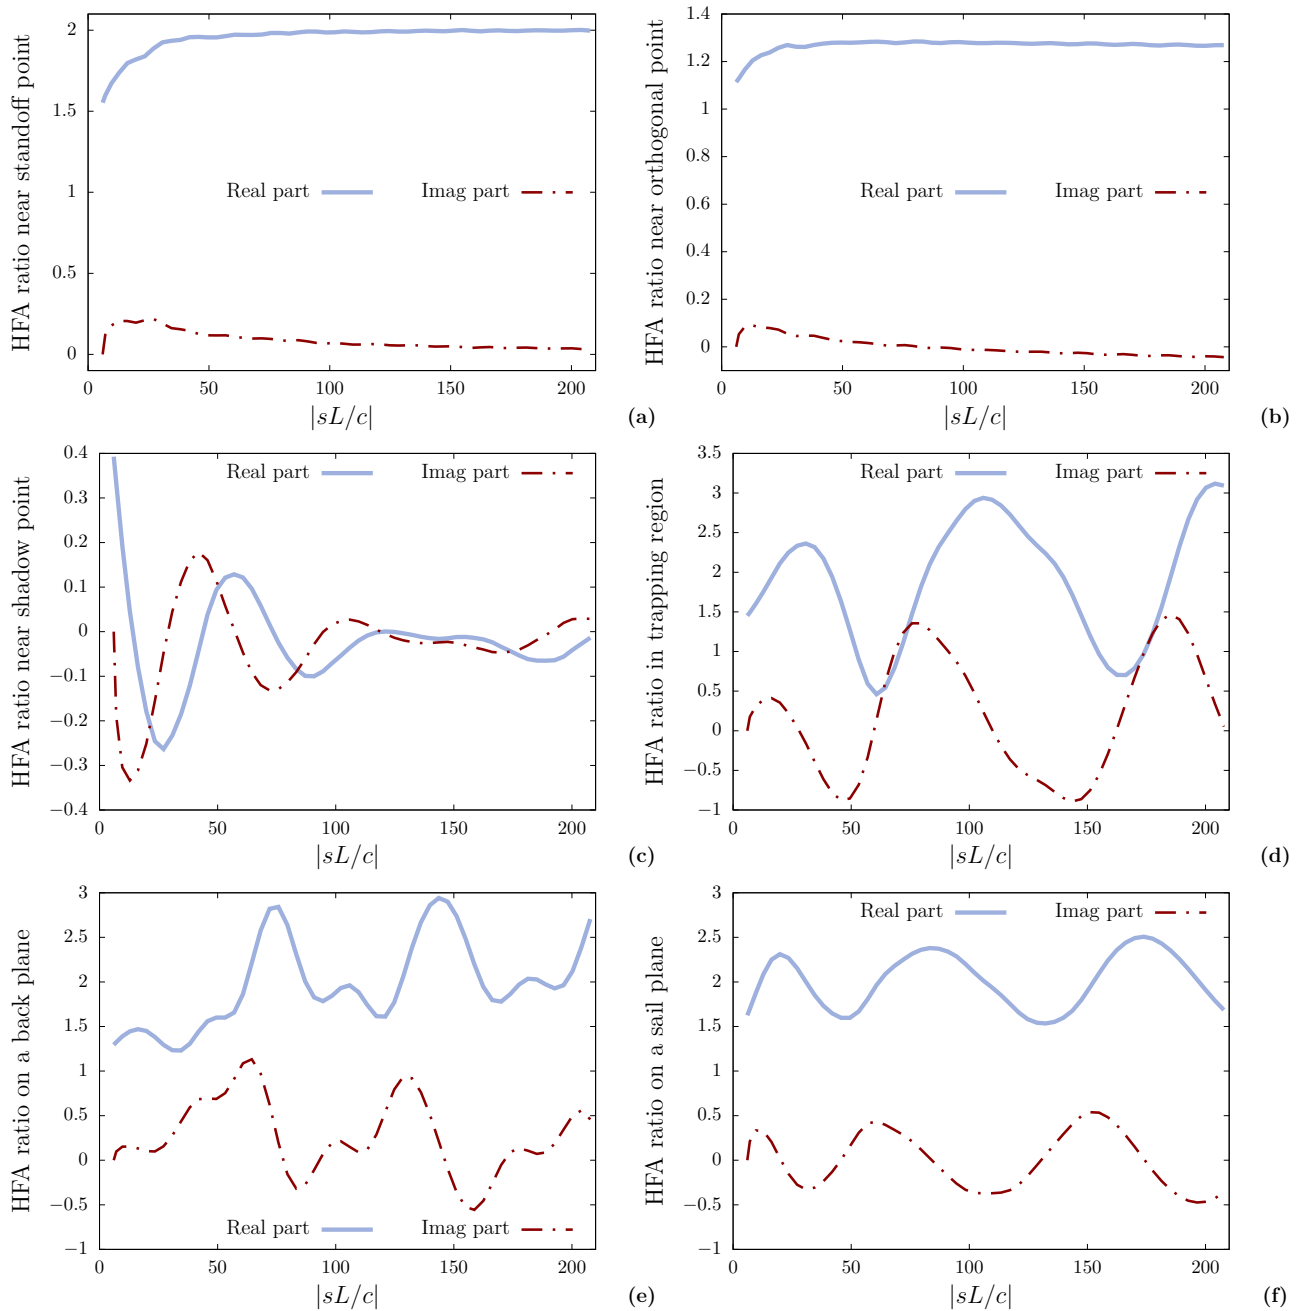 HFA ratio near standoff point
2
1.5
1
0.5
0
Real part
Imag part
0 50 100 150 200
|sL/c|
(a)
HFA ratio near orthogonal point
1.4
1.2
1
0.8
0.6
0.4
0.2
0
Real part
Imag part
0 50 100 150 200
|sL/c|
(b)
HFA ratio near shadow point
0.4
0.3
0.2
0.1
0
−0.1
−0.2
−0.3
−0.4
Real part
Imag part
0 50 100 150 200
|sL/c|
(c)
HFA ratio in trapping region
3.5
3
2.5
2
1.5
1
0.5
0
−0.5
−1
Real part
Imag part
0 50 100 150 200
|sL/c|
(d)
HFA ratio on a back plane
3
2.5
2
1.5
1
0.5
0
−0.5
−1
Real part
Imag part
0 50 100 150 200
|sL/c|
(e)
HFA ratio on a sail plane
3
2.5
2
1.5
1
0.5
0
−0.5
−1
Real part
Imag part
0 50 100 150 200
|sL/c|
(f)